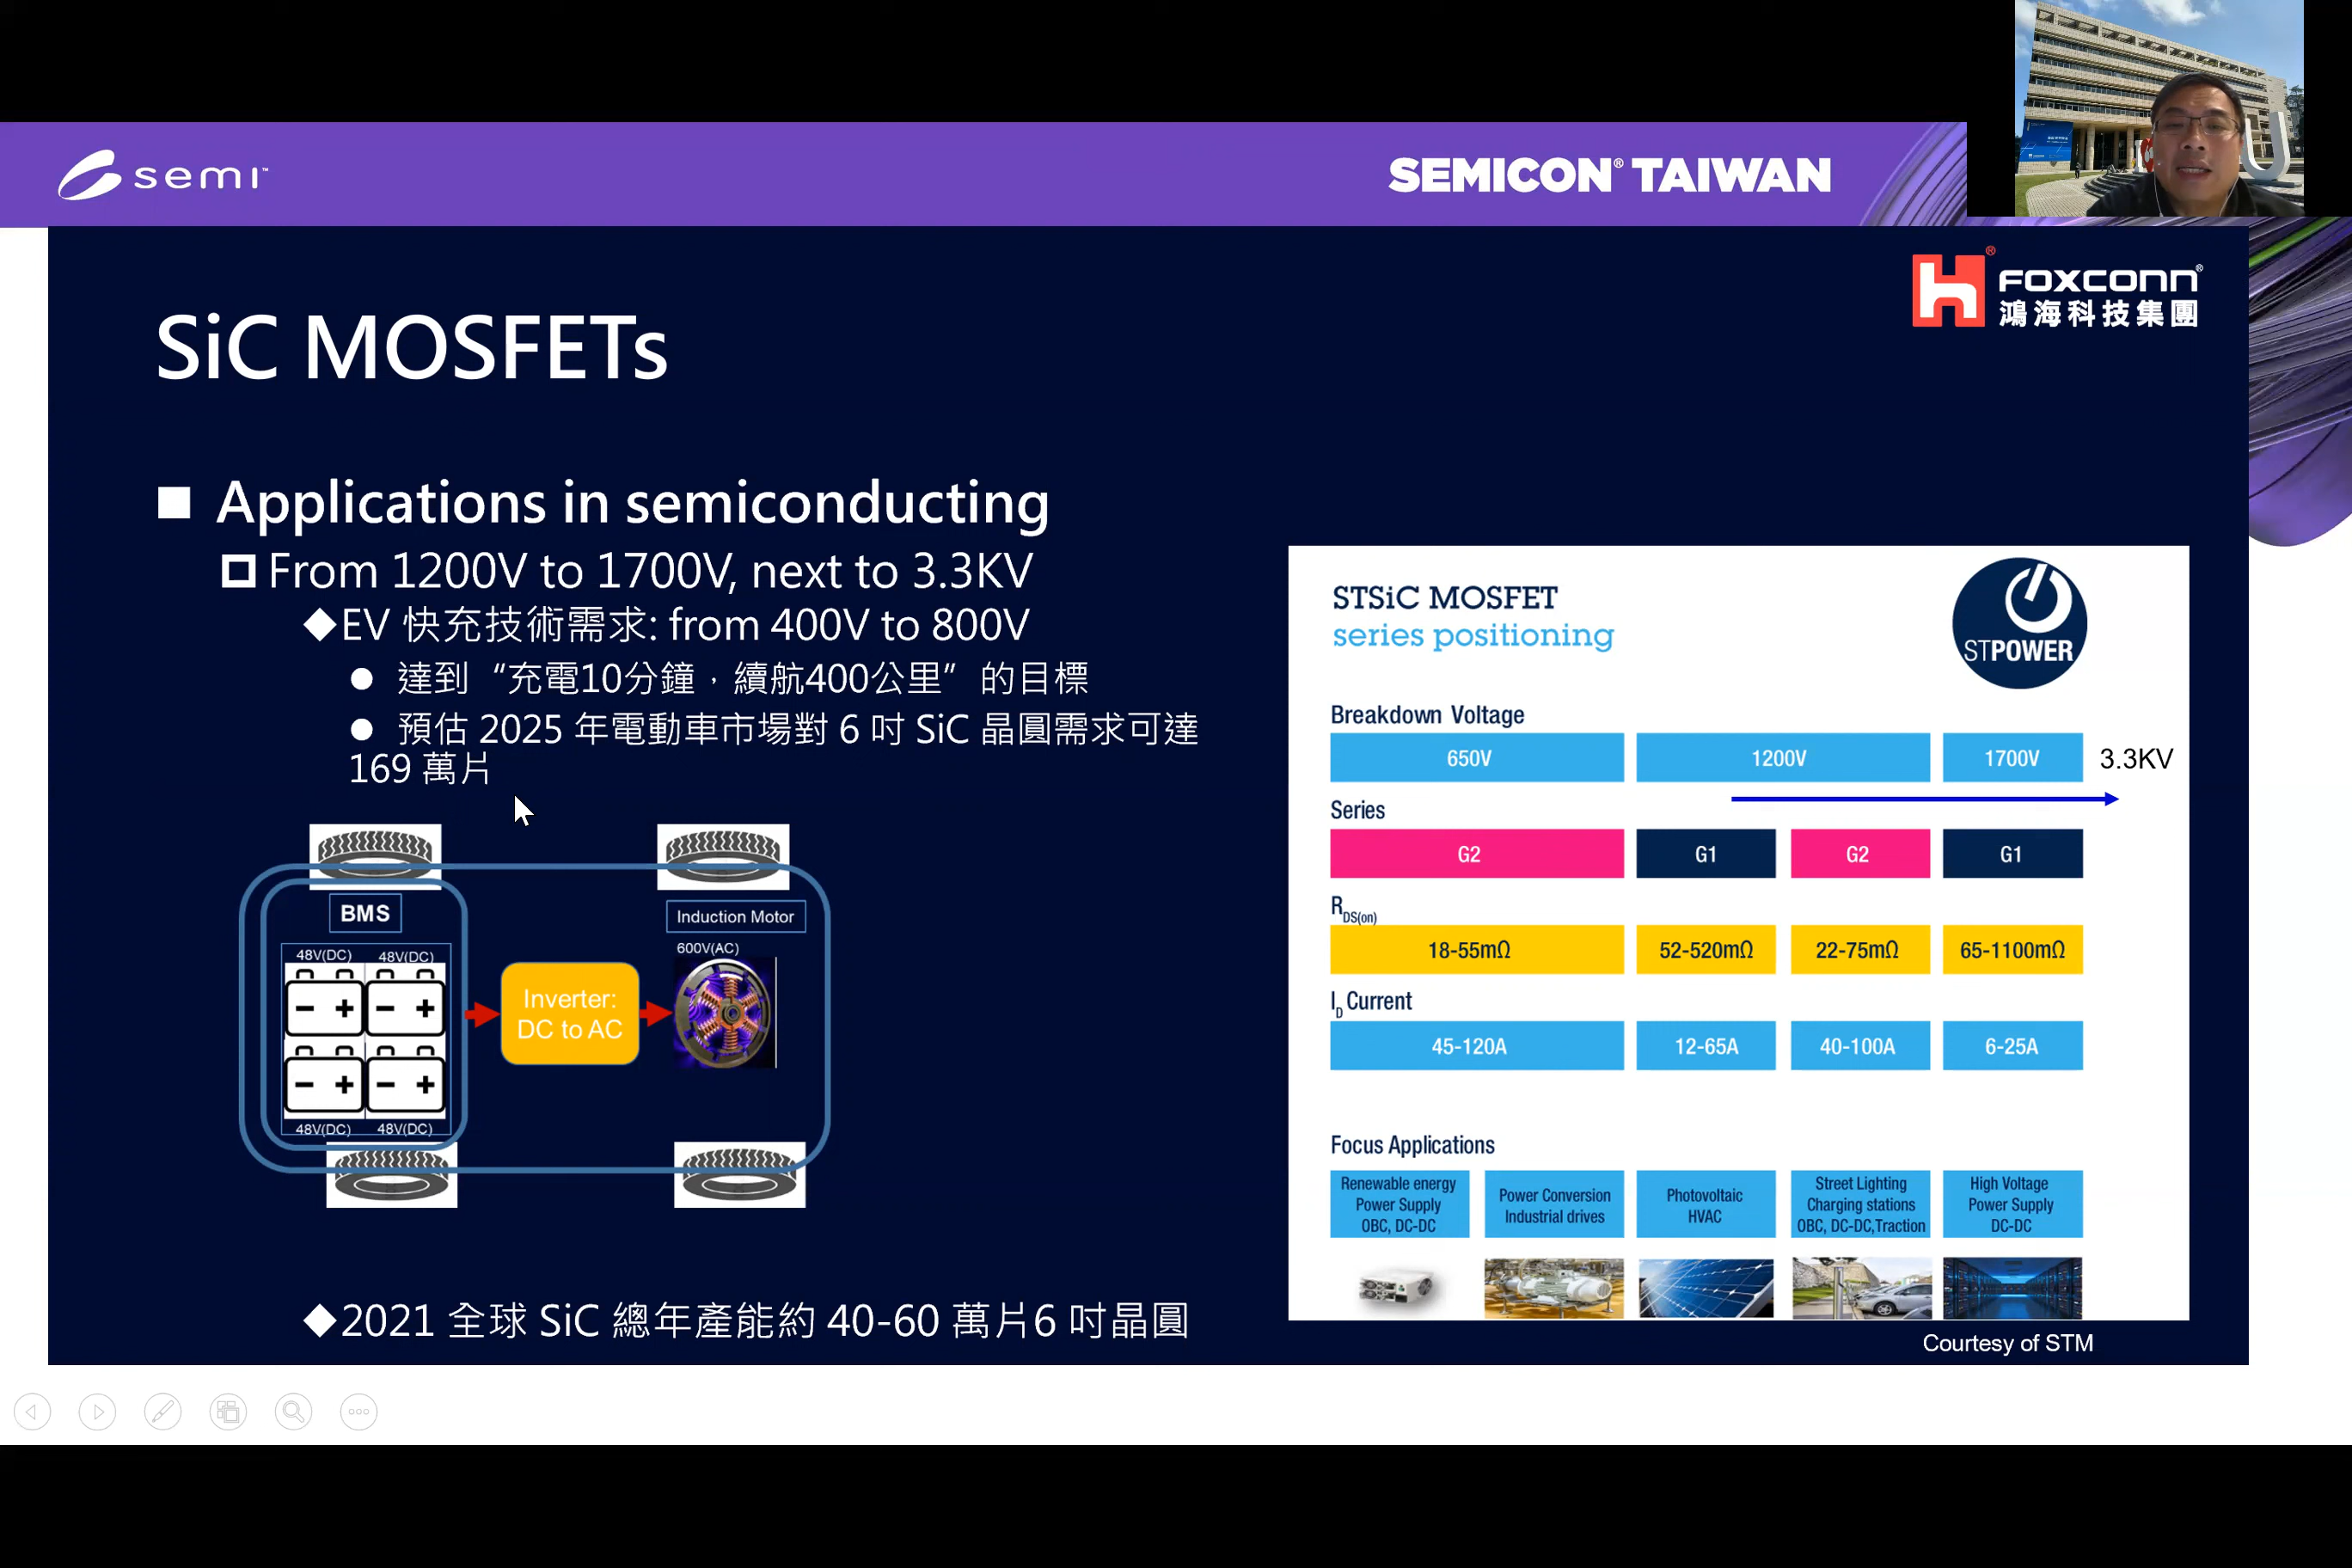 semi™
SEMICON® TAIWAN
U
FOXCONN®
鴻海科技集團
SiC MOSFETs
Applications in semiconducting
From 1200V to 1700V, next to 3.3KV
EV 快充技術需求: from 400V to 800V
達到 “充電10分鐘，續航400公里” 的目標
預估 2025 年電動車市場對 6 吋 SiC 晶圓需求可達
169 萬片
BMS
48V(DC) 48V(DC)
48V(DC) 48V(DC)
Inverter:
DC to AC
Induction Motor
600V(AC)
2021 全球 SiC 總年產能約 40-60 萬片6 吋晶圓
STSiC MOSFET
series positioning
STPOWER
Breakdown Voltage
650V 1200V 1700V 3.3KV
Series
G2 G1 G2 G1
RDS(on)
18-55mΩ 52-520mΩ 22-75mΩ 65-1100mΩ
ID Current
45-120A 12-65A 40-100A 6-25A
Focus Applications
Renewable energy
Power Supply
OBC, DC-DC
Power Conversion
Industrial drives
Photovoltaic
HVAC
Street Lighting
Charging stations
OBC, DC-DC,Traction
High Voltage
Power Supply
DC-DC
Courtesy of STM